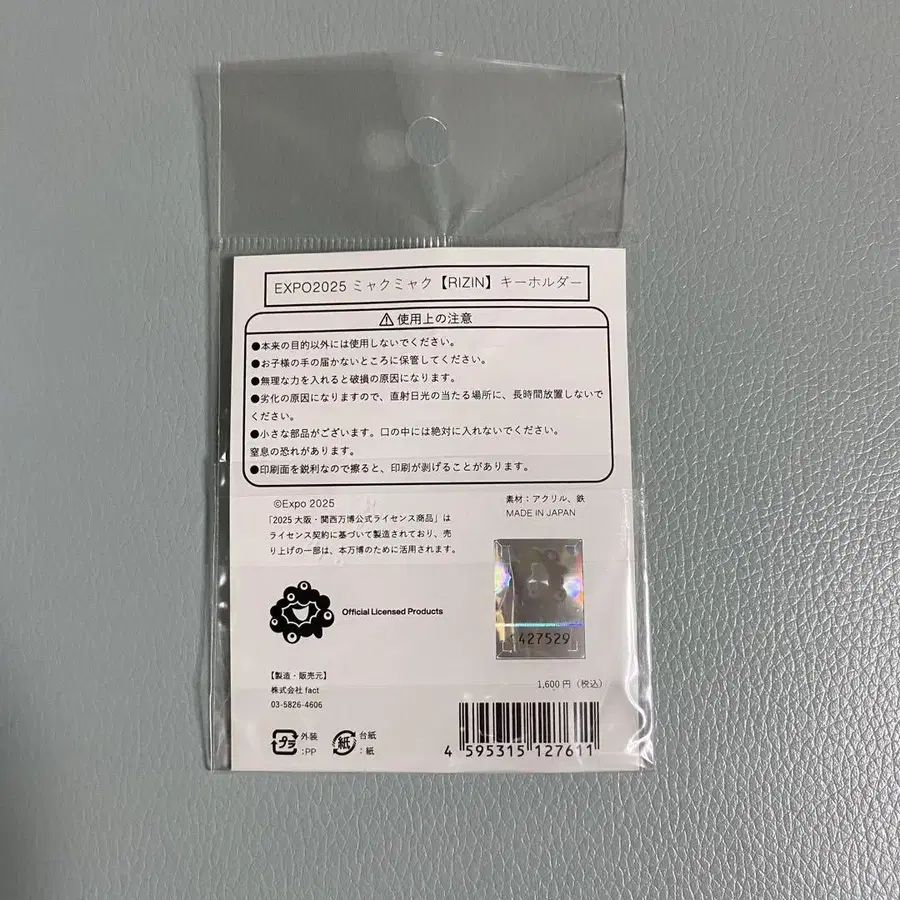 EXPO2025 ミャクミャク【RIZIN】キーホルダー
⚠使用上の注意
●本来の目的以外には使用しないでください。
●お子様の手の届かないところに保管してください。
●無理な力を入れると破損の原因になります。
●劣化の原因になりますので、直射日光の当たる場所に、長時間放置しないで
ください。
●小さな部品がございます。口の中には絶対に入れないでください。
窒息の恐れがあります。
●印刷面を鋭利なので擦ると、印刷が剥げることがあります。
©Expo 2025
「2025 大阪・関西万博公式ライセンス商品」は
ライセンス契約に基づいて製造されており、売
り上げの一部は、本万博のために活用されます。
素材：アクリル、鉄
MADE IN JAPAN
Official Licensed Products
427529
【製造・販売元】
株式会社 fact
03-5826-4606
1,600 円（税込）
プラ 外装
:PP
紙 台紙
:紙
4 595315 127611